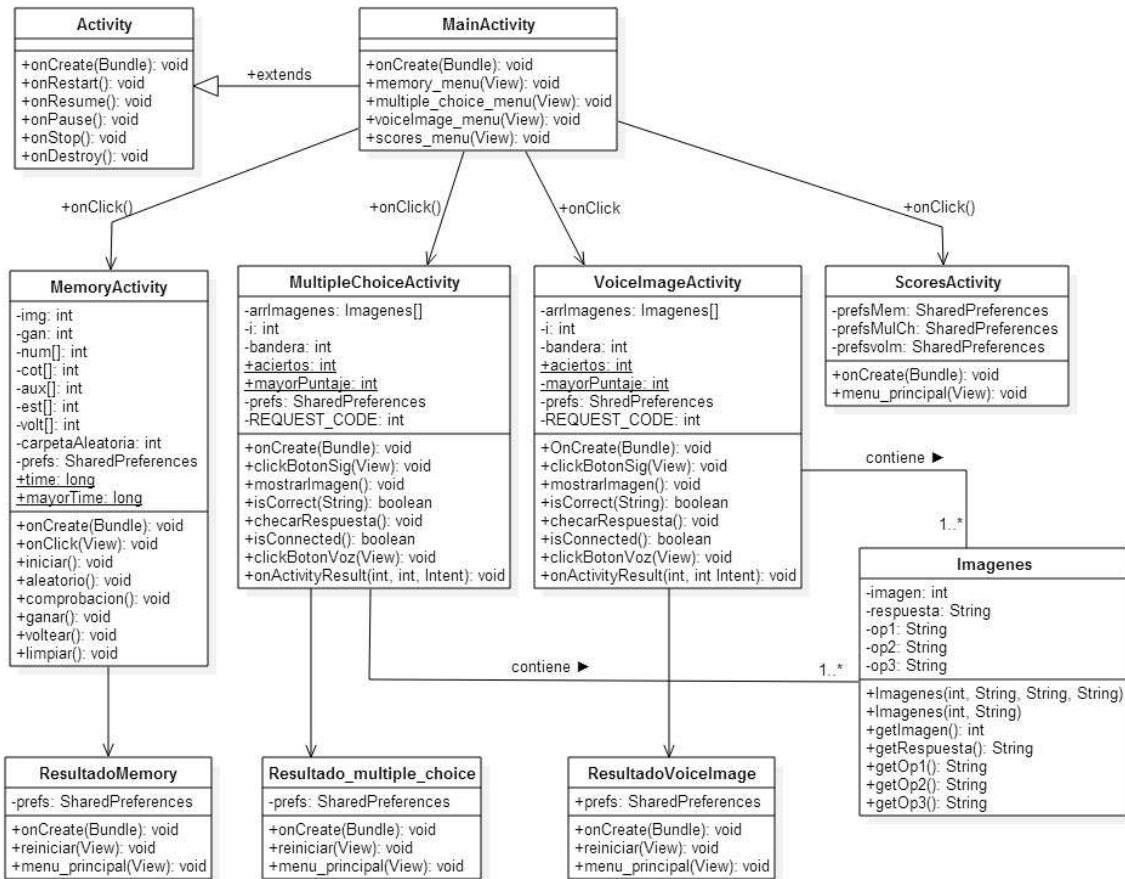 Activity
+onCreate(Bundle): void
+onRestart(): void
+onResume(): void
+onPause(): void
+onStop(): void
+onDestroy(): void
+extends
MainActivity
+onCreate(Bundle): void
+memory_menu(View): void
+multiple_choice_menu(View): void
+voiceImage_menu(View): void
+scores_menu(View): void
+onClick()
+onClick()
+onClick
+onClick()
MemoryActivity
-img: int
-gan: int
-num[]: int
-cot[]: int
-aux[]: int
-est[]: int
-volt[]: int
-carpetaAleatoria: int
-prefs: SharedPreferences
+time: long
+mayorTime: long
+onCreate(Bundle): void
+onClick(View): void
+iniciar(): void
+aleatorio(): void
+comprobacion(): void
+ganar(): void
+voltear(): void
+limpiar(): void
MultipleChoiceActivity
-arrImagenes: Imagenes[]
-i: int
-bandera: int
+aciertos: int
+mayorPuntaje: int
-prefs: SharedPreferences
-REQUEST_CODE: int
+onCreate(Bundle): void
+clickBotonSig(View): void
+mostrarImagen(): void
+isCorrect(String): boolean
+checarRespuesta(): void
+isConnected(): boolean
+clickBotonVoz(View): void
+onActivityResult(int, int, Intent): void
VoiceImageActivity
-arrImagenes: Imagenes[]
-i: int
-bandera: int
+aciertos: int
-mayorPuntaje: int
-prefs: ShredPreferences
-REQUEST_CODE: int
+OnCreate(Bundle): void
+clickBotonSig(View): void
+mostrarImagen(): void
+isCorrect(String): boolean
+checarRespuesta(): void
+isConnected(): boolean
+clickBotonVoz(View): void
+onActivityResult(int, int Intent): void
ScoresActivity
-prefsMem: SharedPreferences
-prefsMulCh: SharedPreferences
-prefsvoIm: SharedPreferences
+onCreate(Bundle): void
+menu_principal(View): void
contiene ►
1..*
contiene ►
1..*
Imagenes
-imagen: int
-respuesta: String
-op1: String
-op2: String
-op3: String
+Imagenes(int, String, String, String)
+Imagenes(int, String)
+getImagen(): int
+getRespuesta(): String
+getOp1(): String
+getOp2(): String
+getOp3(): String
ResultadoMemory
-prefs: SharedPreferences
+onCreate(Bundle): void
+reiniciar(View): void
+menu_principal(View): void
Resultado_multiple_choice
-prefs: SharedPreferences
+onCreate(Bundle): void
+reiniciar(View): void
+menu_principal(View): void
ResultadoVoiceImage
+prefs: SharedPreferences
+onCreate(Bundle): void
+reiniciar(View): void
+menu_principal(View): void